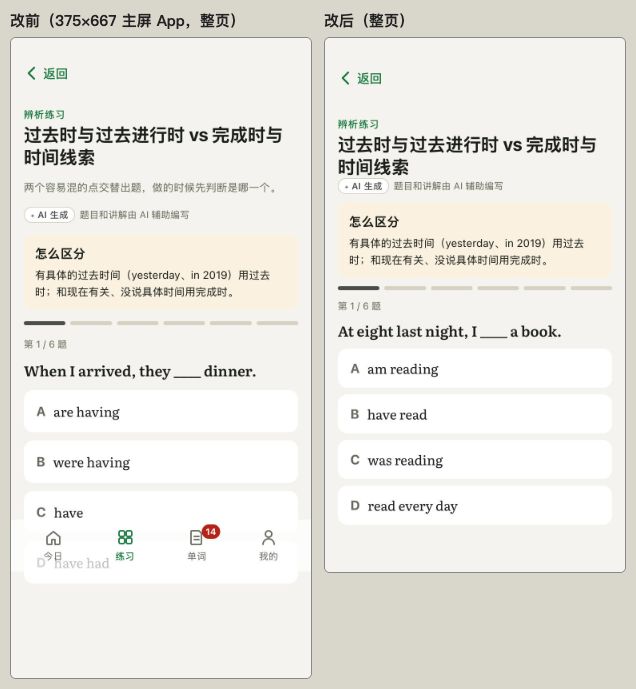 改前（375×667 主屏 App，整页）
返回
辨析练习
过去时与过去进行时 vs 完成时与
时间线索
两个容易混的点交替出题，做的时候先判断是哪一个。
AI 生成 题目和讲解由 AI 辅助编写
怎么区分
有具体的过去时间（yesterday、in 2019）用过去
时；和现在有关、没说具体时间用完成时。
第 1 / 6 题
When I arrived, they ____ dinner.
A are having
B were having
C have
D have had
今日
练习
14
单词
我的
改后（整页）
返回
辨析练习
过去时与过去进行时 vs 完成时与
时间线索
AI 生成 题目和讲解由 AI 辅助编写
怎么区分
有具体的过去时间（yesterday、in 2019）用过去
时；和现在有关、没说具体时间用完成时。
第 1 / 6 题
At eight last night, I ____ a book.
A am reading
B have read
C was reading
D read every day